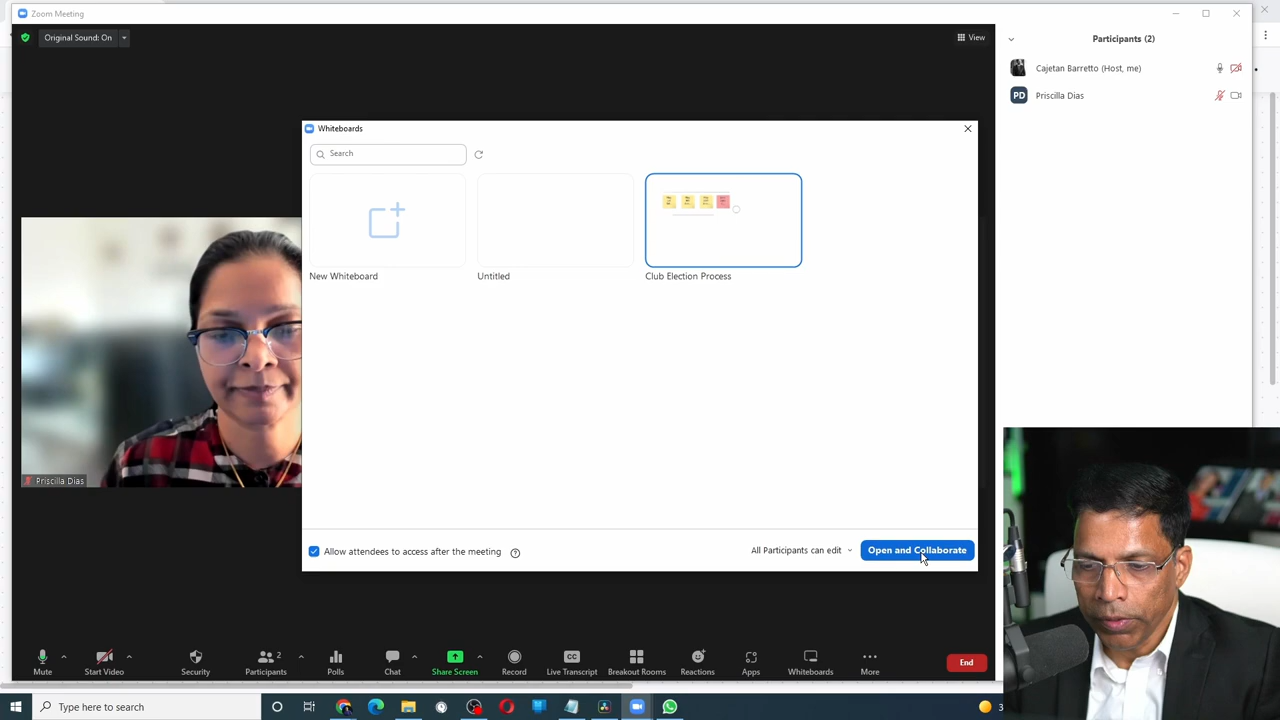 Zoom Meeting
Original Sound: On
View
Participants (2)
Cajetan Barretto (Host, me)
PD
Priscilla Dias
Whiteboards
Search
New Whiteboard
Untitled
Club Election Process
Priscilla Dias
Allow attendees to access after the meeting
?
All Participants can edit
Open and Collaborate
2
CC
Mute
Start Video
Security
Participants
Polls
Chat
Share Screen
Record
Live Transcript
Breakout Rooms
Reactions
Apps
Whiteboards
More
End
Type here to search
3